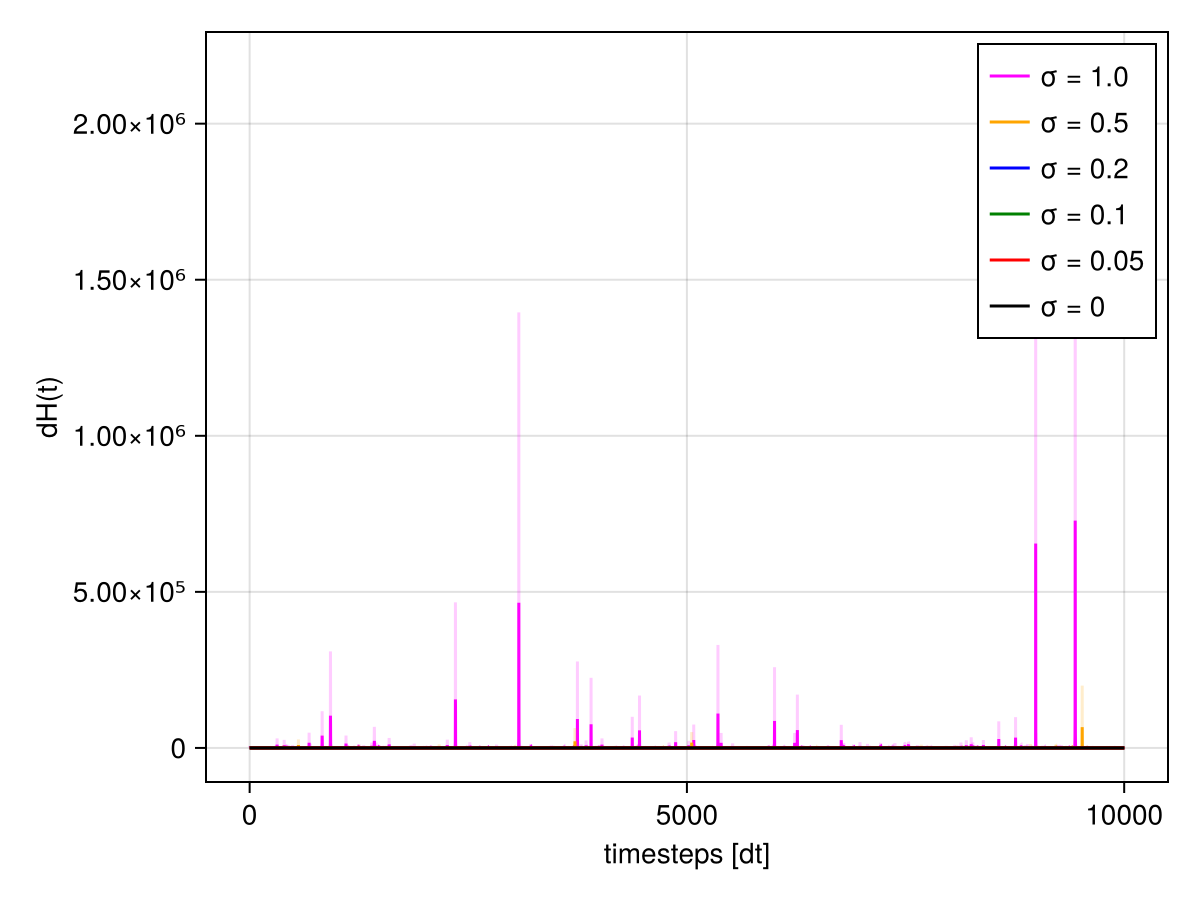 2.00×10⁶
1.50×10⁶
1.00×10⁶
5.00×10⁵
0
dH(t)
0
5000
10000
timesteps [dt]
σ = 1.0
σ = 0.5
σ = 0.2
σ = 0.1
σ = 0.05
σ = 0